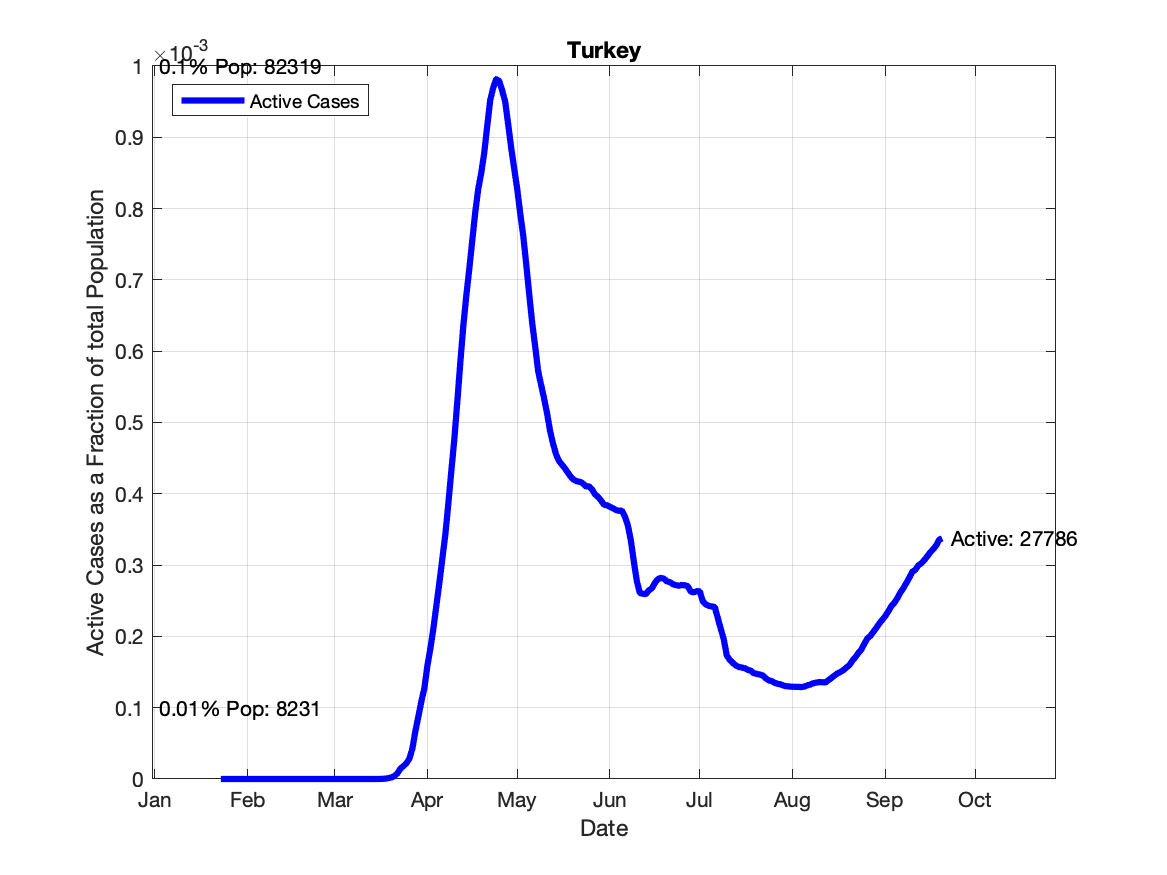 Turkey
×10-3
0.1% Pop: 82319
Active Cases
1
0.9
0.8
0.7
0.6
0.5
0.4
0.3
0.2
0.1
0
Active Cases as a Fraction of total Population
Active: 27786
0.01% Pop: 8231
Jan Feb Mar Apr May Jun Jul Aug Sep Oct
Date